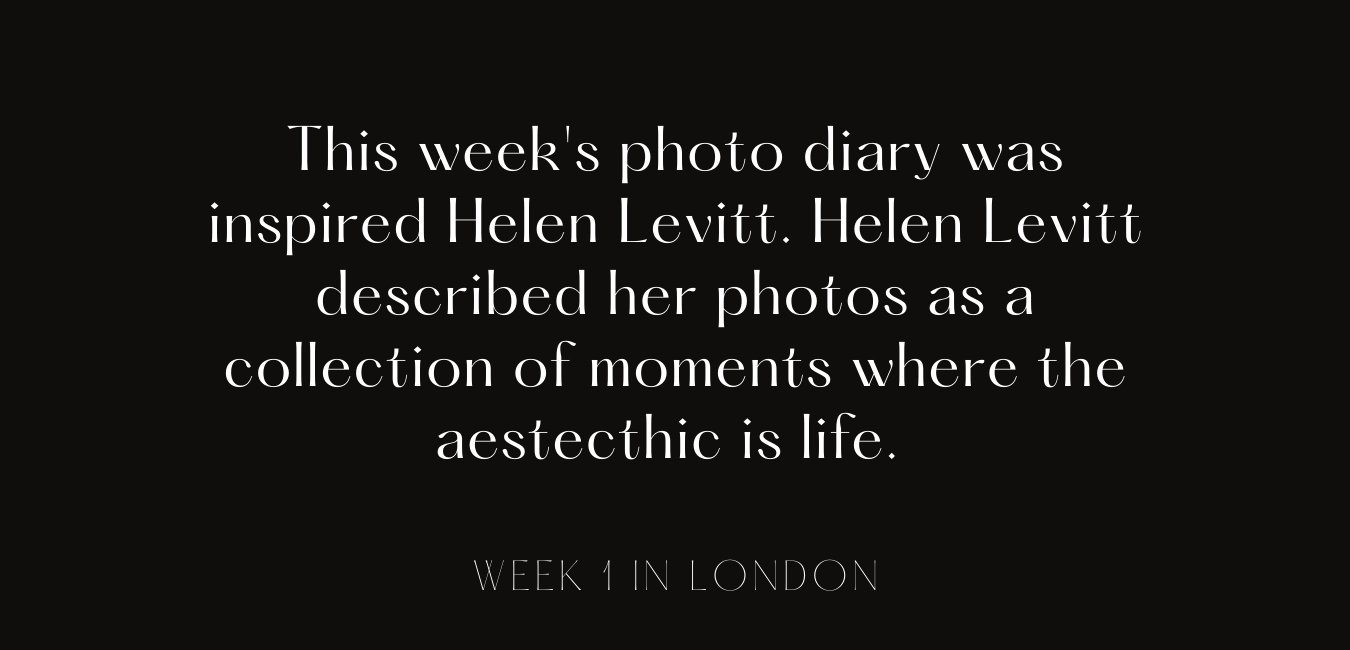 This week's photo diary was
inspired Helen Levitt. Helen Levitt
described her photos as a
collection of moments where the
aestecthic is life.
WEEK 1 IN LONDON